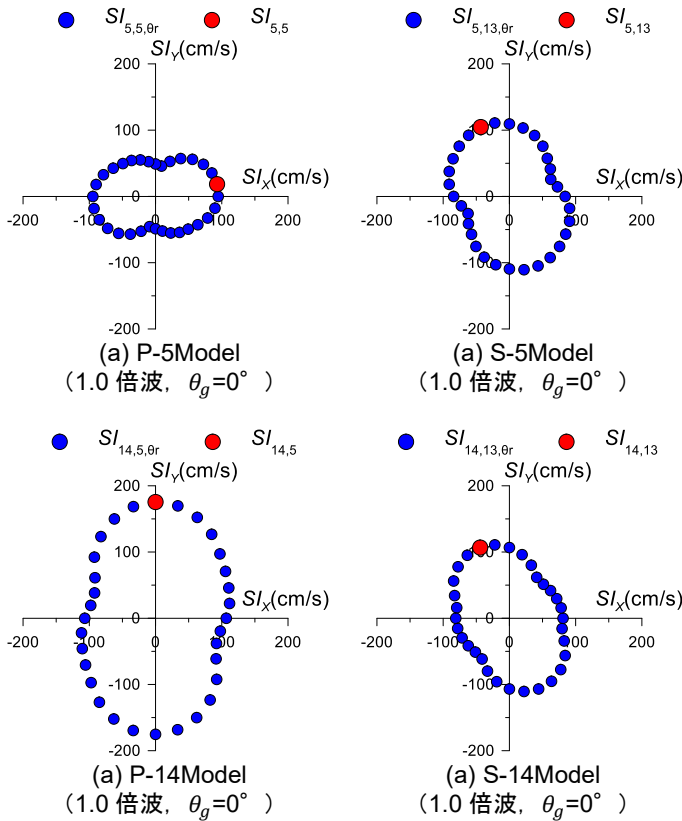 SI5,5,θr SI5,5
SIY(cm/s)
200
100
SIX(cm/s)
-200 -100 0 0 100 200
-100
-200
(a) P-5Model
（1.0 倍波, θg=0°）
SI5,13,θr SI5,13
SIY(cm/s)
200
100
SIX(cm/s)
-200 -100 0 0 100 200
-100
-200
(a) S-5Model
（1.0 倍波, θg=0°）
SI14,5,θr SI14,5
SIY(cm/s)
200
100
SIX(cm/s)
-200 -100 0 0 100 200
-100
-200
(a) P-14Model
（1.0 倍波, θg=0°）
SI14,13,θr SI14,13
SIY(cm/s)
200
100
SIX(cm/s)
-200 -100 0 0 100 200
-100
-200
(a) S-14Model
（1.0 倍波, θg=0°）